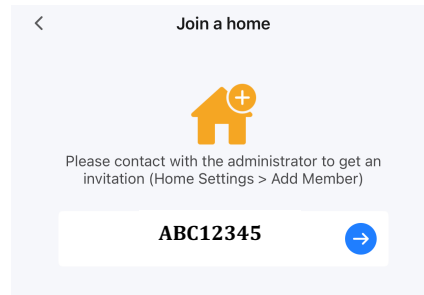 Join a home
Please contact with the administrator to get an
invitation (Home Settings > Add Member)
ABC12345